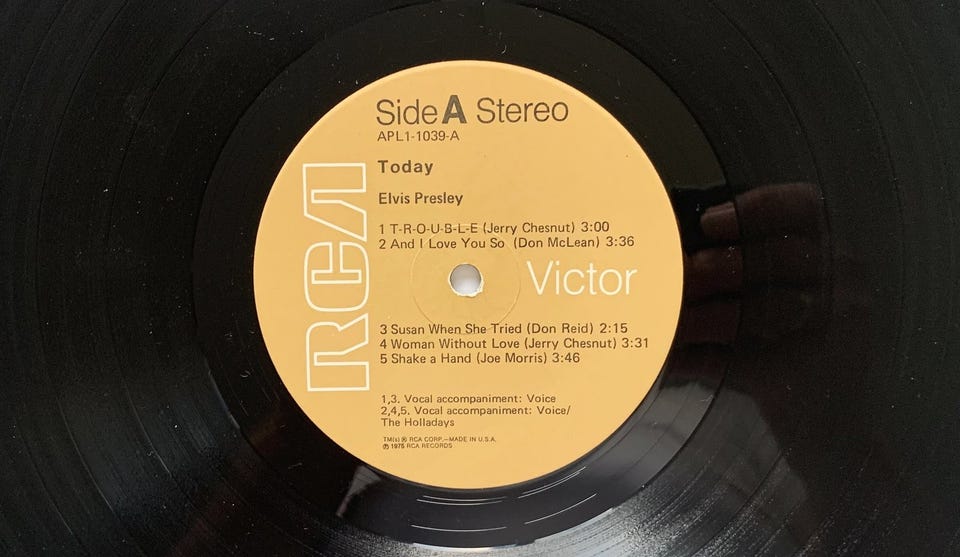 Side A Stereo
APL1-1039-A
Today
Elvis Presley
1 T-R-O-U-B-L-E (Jerry Chesnut) 3:00
2 And I Love You So (Don McLean) 3:36
RCA
Victor
3 Susan When She Tried (Don Reid) 2:15
4 Woman Without Love (Jerry Chesnut) 3:31
5 Shake a Hand (Joe Morris) 3:46
1,3. Vocal accompaniment: Voice
2,4,5. Vocal accompaniment: Voice/
The Holladays
TM(s) ® RCA CORP.—MADE IN U.S.A.
℗ 1975 RCA RECORDS